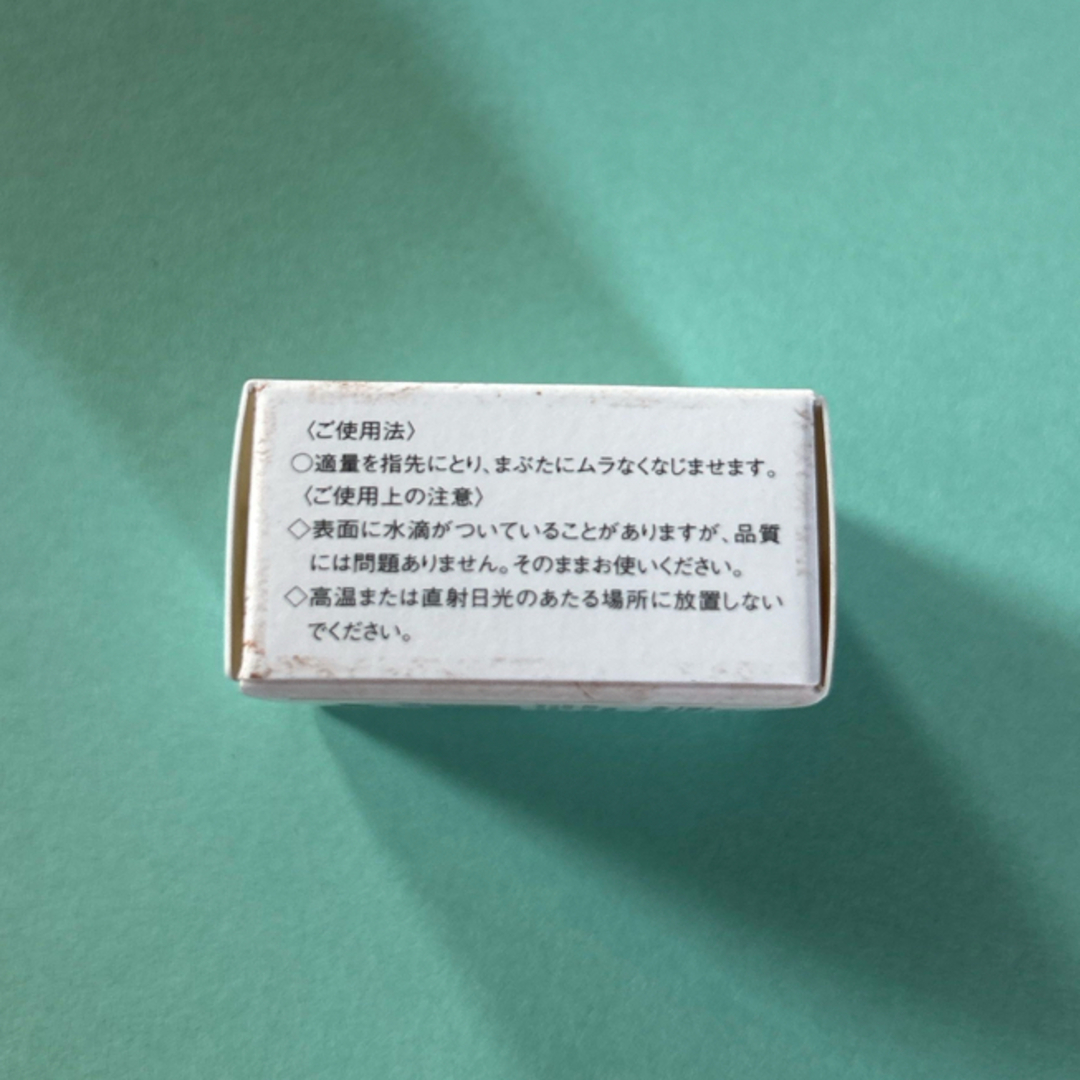 〈ご使用法〉
○適量を指先にとり、まぶたにムラなくなじませます。
〈ご使用上の注意〉
◇表面に水滴がついていることがありますが、品質
には問題ありません。そのままお使いください。
◇高温または直射日光のあたる場所に放置しない
でください。